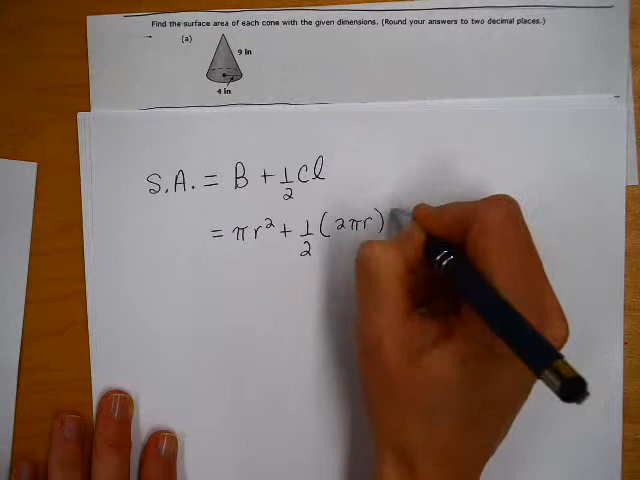 Find the surface area of each cone with the given dimensions. (Round your answers to two decimal places.)
(a)
9 in
4 in
S.A. = B + 1/2 Cl
= πr² + 1/2 (2πr)